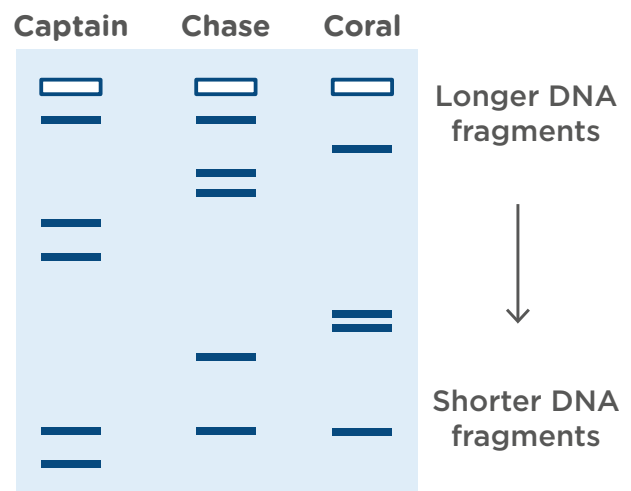 Captain Chase Coral
Longer DNA
fragments
Shorter DNA
fragments